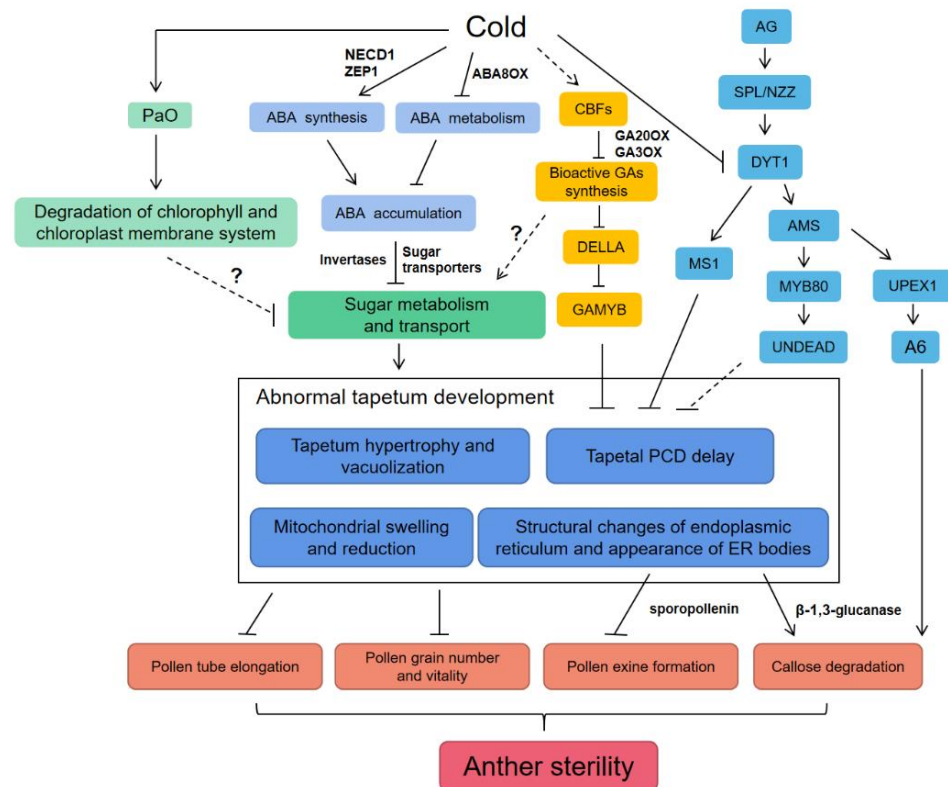 Cold
AG
NECD1
ZEP1
ABA8OX
SPL/NZZ
PaO
ABA synthesis
ABA metabolism
CBFs
GA20OX
GA3OX
DYT1
Bioactive GAs
synthesis
Degradation of chlorophyll and
chloroplast membrane system
ABA accumulation
AMS
?
DELLA
MS1
Invertases
Sugar
transporters
?
MYB80
UPEX1
Sugar metabolism
and transport
GAMYB
UNDEAD
A6
Abnormal tapetum development
Tapetum hypertrophy and
vacuolization
Tapetal PCD delay
Mitochondrial swelling
and reduction
Structural changes of endoplasmic
reticulum and appearance of ER bodies
sporopollenin
β-1,3-glucanase
Pollen tube elongation
Pollen grain number
and vitality
Pollen exine formation
Callose degradation
Anther sterility